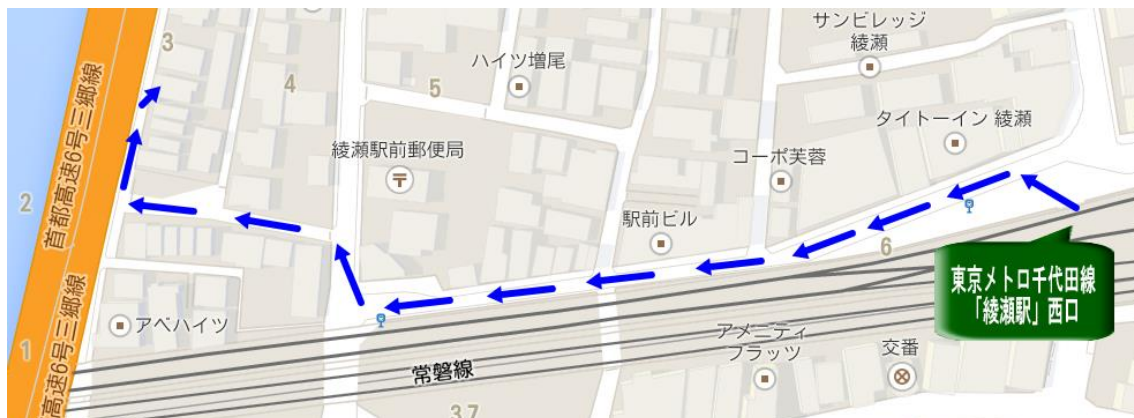 3
4
5
ハイツ増尾
サンビレッジ
綾瀬
タイトーイン 綾瀬
綾瀬駅前郵便局
コーポ芙蓉
首都高速6号三郷線
2
駅前ビル
6
東京メトロ千代田線
「綾瀬駅」西口
アベハイツ
高速6号三郷線
1
常磐線
アメニティ
フラッツ
交番
37